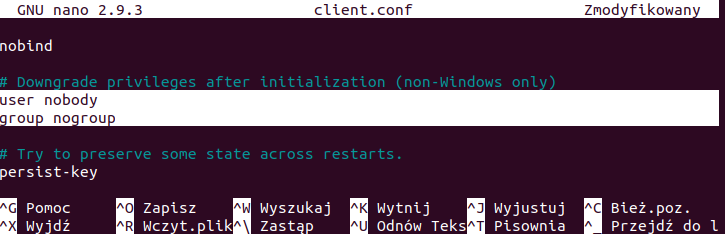 GNU nano 2.9.3 client.conf Zmodyfikowany
nobind
# Downgrade privileges after initialization (non-Windows only)
user nobody
group nogroup
# Try to preserve some state across restarts.
persist-key
^G Pomoc ^O Zapisz ^W Wyszukaj ^K Wytnij ^J Wyjustuj ^C Bież.poz.
^X Wyjdź ^R Wczyt.plik ^\ Zastąp ^U Odnów Teks ^T Pisownia ^_ Przejdź do l